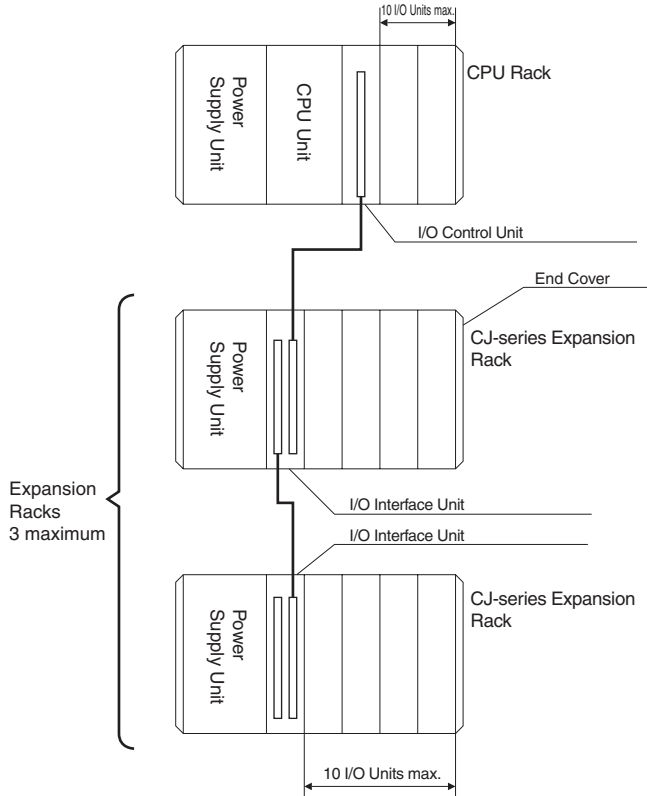 10 I/O Units max.
CPU Rack
Power
Supply Unit
CPU Unit
I/O Control Unit
End Cover
CJ-series Expansion
Rack
Power
Supply Unit
Expansion
Racks
3 maximum
I/O Interface Unit
I/O Interface Unit
CJ-series Expansion
Rack
Power
Supply Unit
10 I/O Units max.